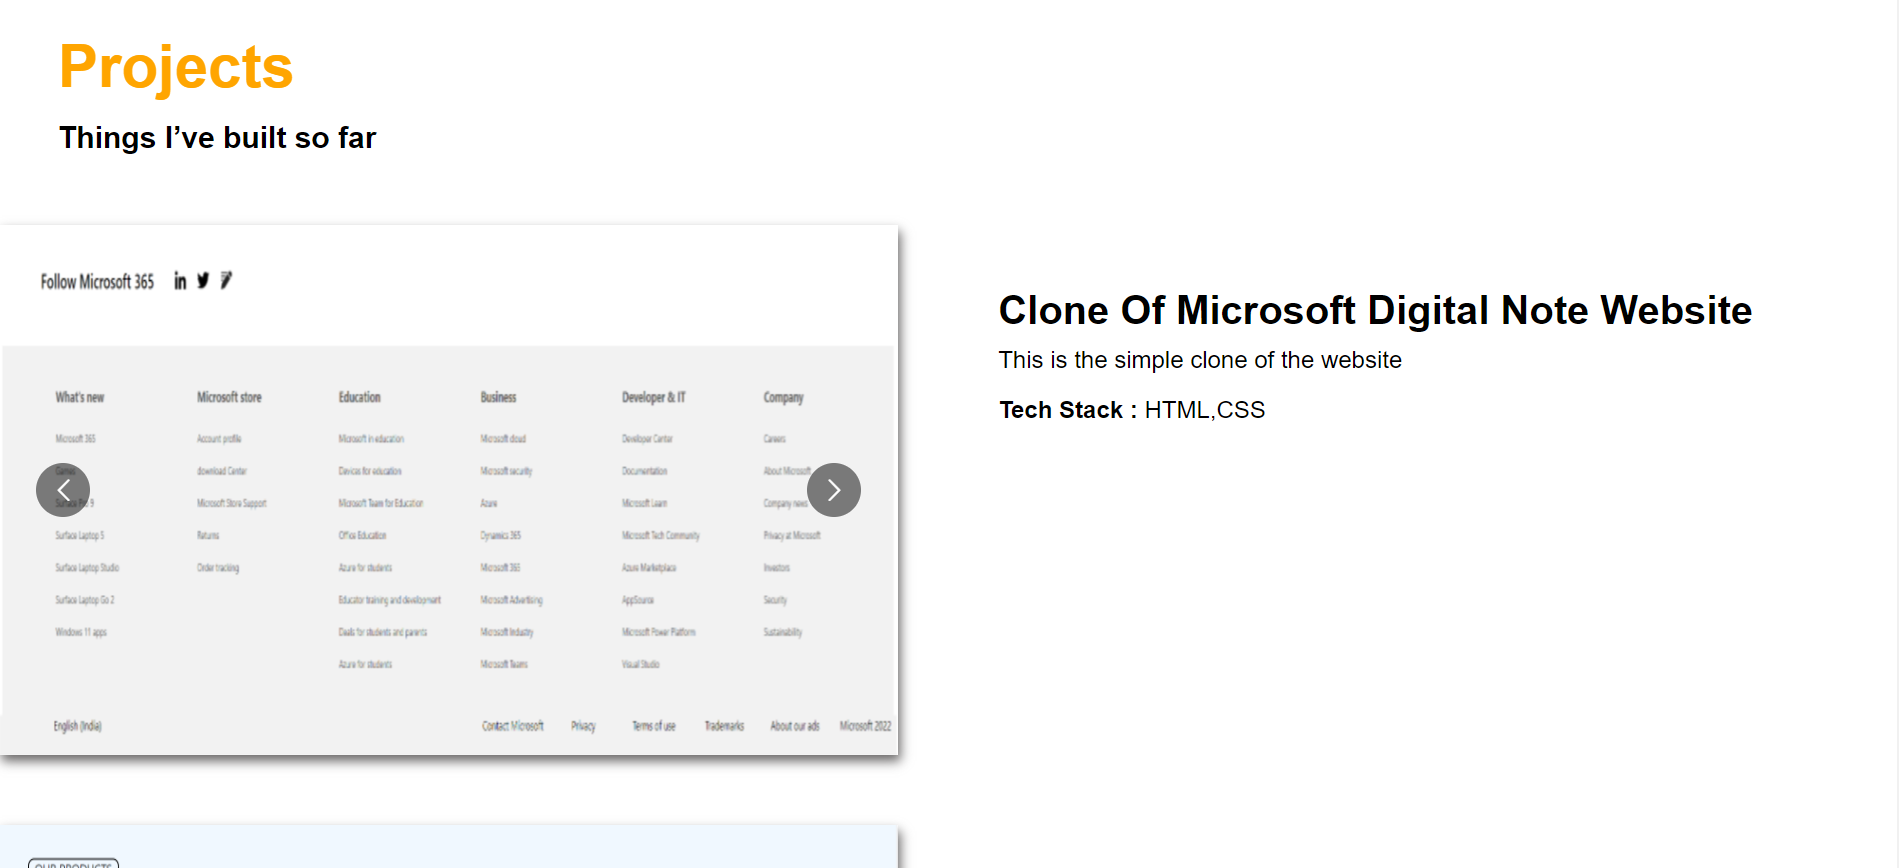 Projects
Things I’ve built so far
Follow Microsoft 365
What's new Microsoft store Education Business Developer & IT Company
Microsoft 365 Account profile Microsoft in education Microsoft cloud Developer Center Careers
Games download Center Devices for education Microsoft security Documentation About Microsoft
Surface Pro 9 Microsoft Store Support Microsoft Team for Education Azure Microsoft Learn Company news
Surface Laptop 5 Returns Office Education Dynamics 365 Microsoft Tech Community Privacy at Microsoft
Surface Laptop Studio Order tracking Azure for students Microsoft 365 Azure Marketplace Investors
Surface Laptop Go 2 Educator training and development Microsoft Advertising AppSource Security
Windows 11 apps Deals for students and parents Microsoft Industry Microsoft Power Platform Sustainability
Azure for students Microsoft Teams Visual Studio
English (India) Contact Microsoft Privacy Terms of use Trademarks About our ads Microsoft 2022
Clone Of Microsoft Digital Note Website
This is the simple clone of the website
Tech Stack : HTML,CSS
OUR PRODUCTS